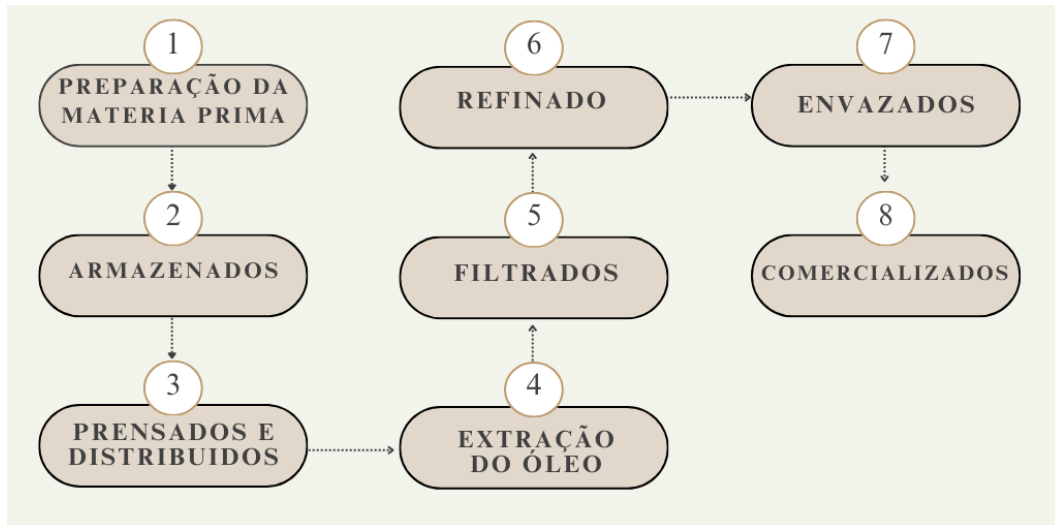 1
PREPARAÇÃO DA
MATERIA PRIMA
2
ARMAZENADOS
3
PRENSADOS E
DISTRIBUIDOS
4
EXTRAÇÃO
DO ÓLEO
5
FILTRADOS
6
REFINADO
7
ENVAZADOS
8
COMERCIALIZADOS